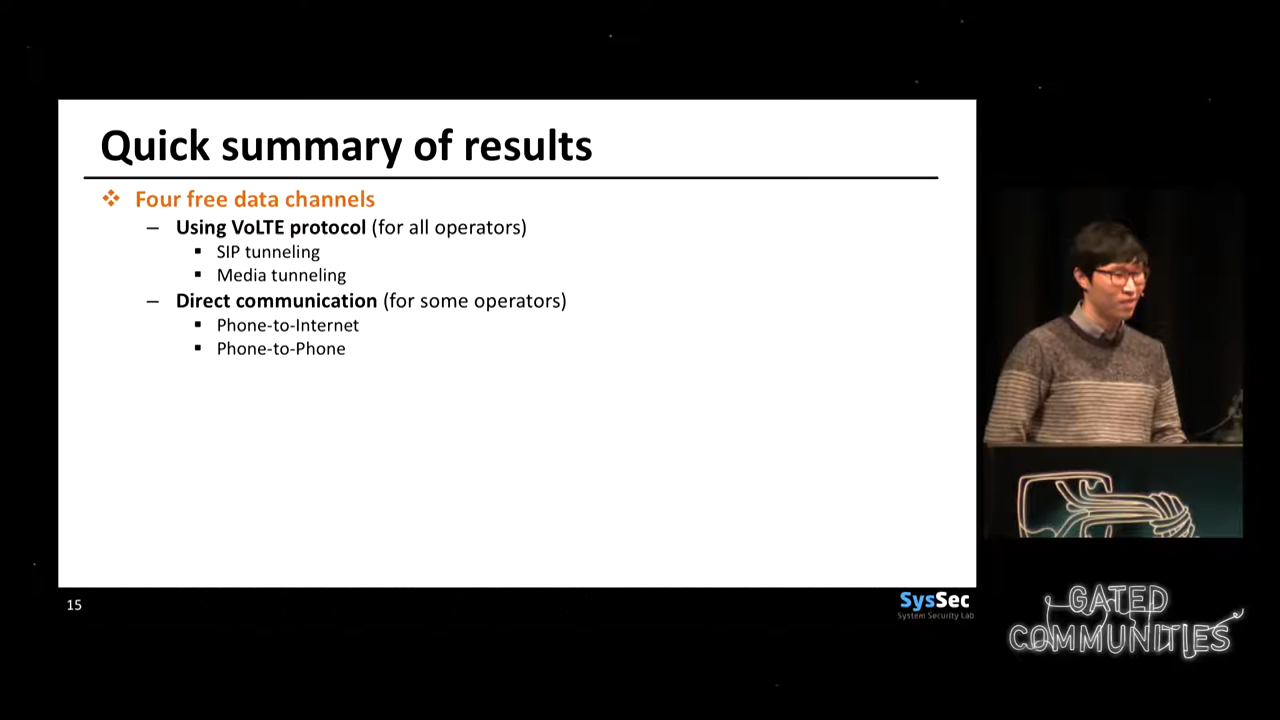 Quick summary of results
❖ Four free data channels
– Using VoLTE protocol (for all operators)
▪ SIP tunneling
▪ Media tunneling
– Direct communication (for some operators)
▪ Phone-to-Internet
▪ Phone-to-Phone
15
SysSec
System Security Lab
GATED
COMMUNITIES